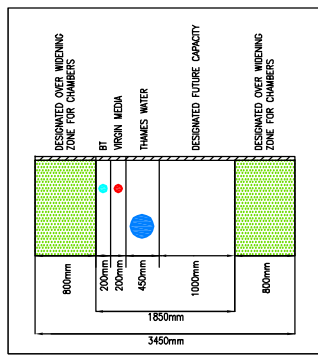 DESIGNATED OVER WIDENING
ZONE FOR CHAMBERS
BT
VIRGIN MEDIA
THAMES WATER
DESIGNATED FUTURE CAPACITY
DESIGNATED OVER WIDENING
ZONE FOR CHAMBERS
800mm
200mm
200mm
450mm
1000mm
800mm
1850mm
3450mm